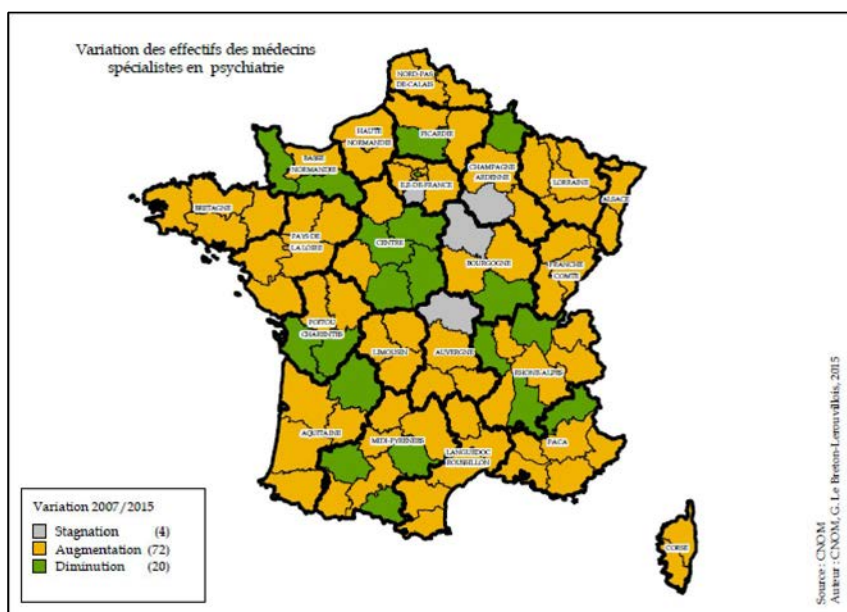 Variation des effectifs des médecins
spécialistes en psychiatrie
NORD-PAS
DE-CALAIS
HAUTE
NORMANDIE
PICARDIE
BASSE
NORMANDIE
ILE-DE-FRANCE
CHAMPAGNE
ARDENNE
LORRAINE
ALSACE
BRETAGNE
PAYS-DE
LA LOIRE
CENTRE
BOURGOGNE
FRANCHE
COMTE
POITOU
CHARENTES
LIMOUSIN
AUVERGNE
RHONE-ALPES
AQUITAINE
MIDI-PYRENEES
LANGUEDOC
ROUSSILLON
PACA
CORSE
Variation 2007/2015
Stagnation (4)
Augmentation (72)
Diminution (20)
Source : CNOM
Auteur : CNOM, G. Le Breton-Lerouvillois, 2015